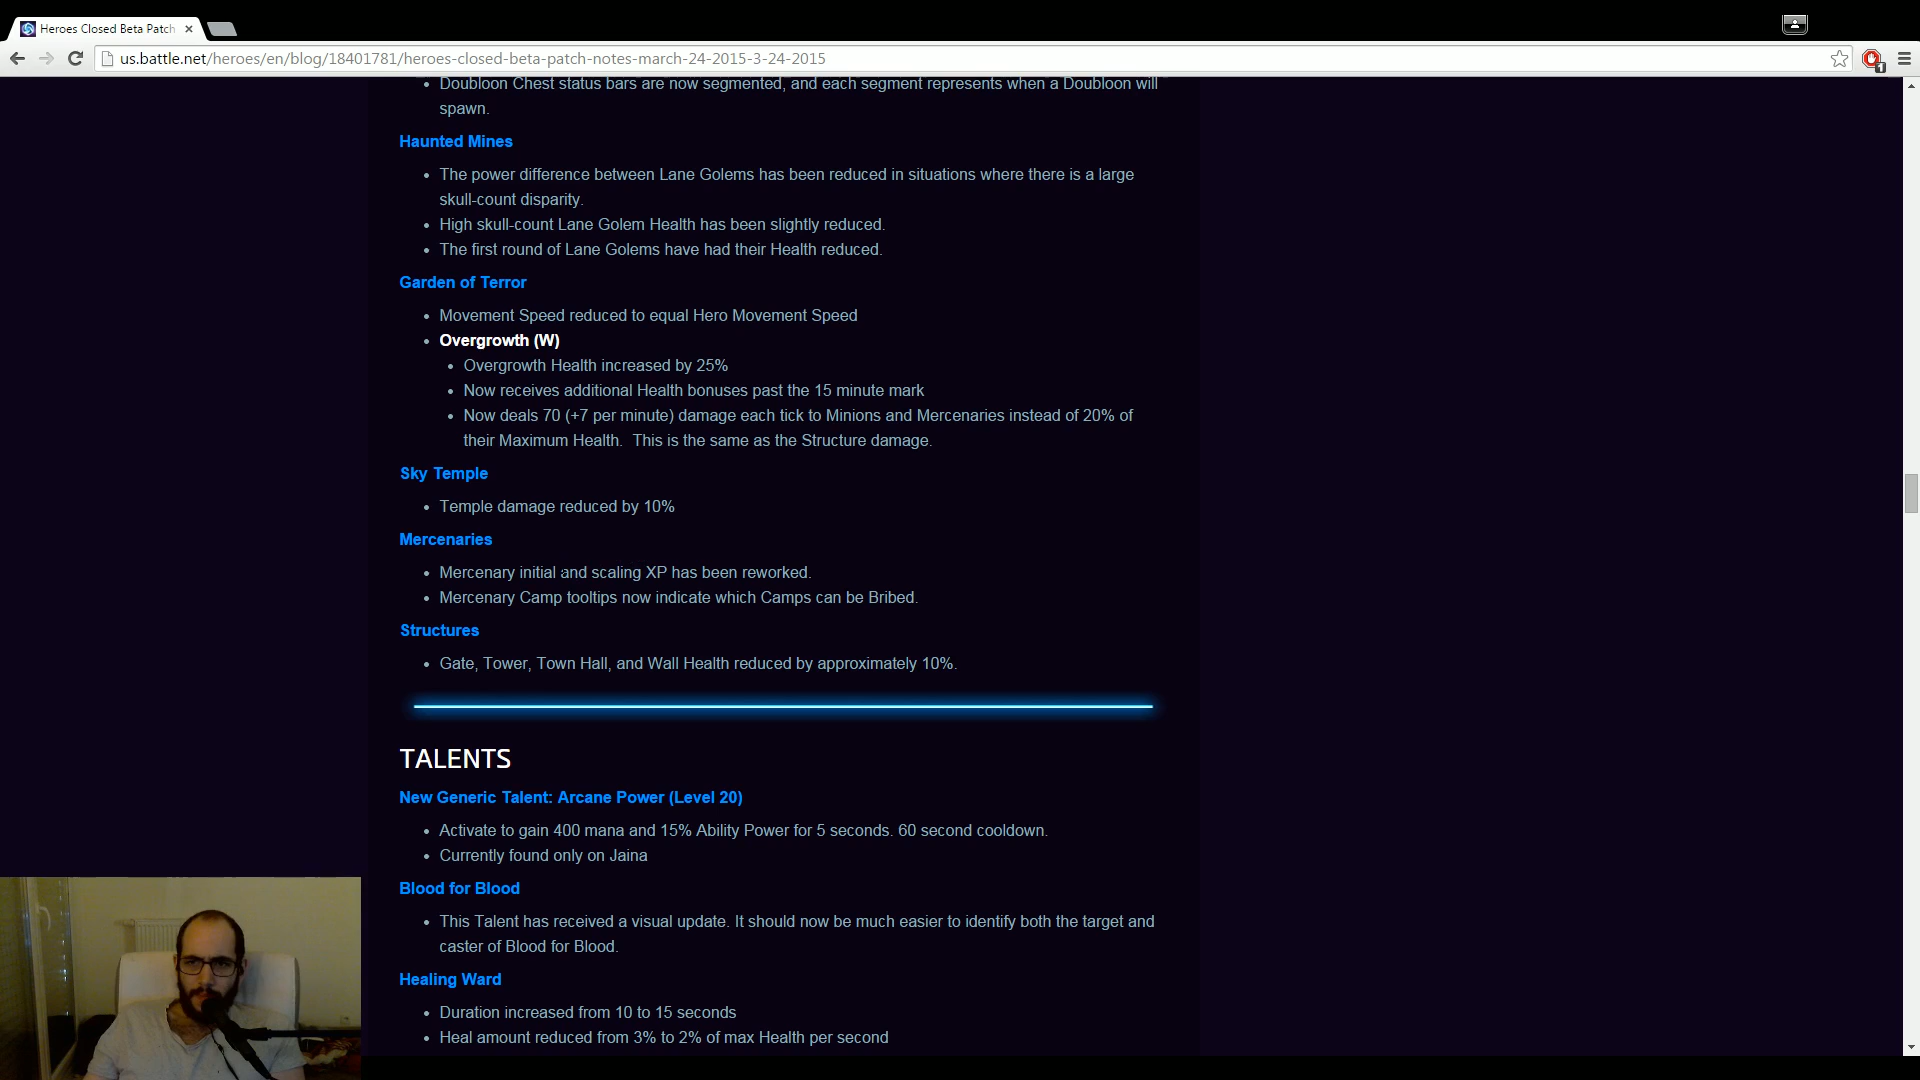 Heroes Closed Beta Patch
us.battle.net/heroes/en/blog/18401781/heroes-closed-beta-patch-notes-march-24-2015-3-24-2015
1
Doubloon Chest status bars are now segmented, and each segment represents when a Doubloon will
spawn.
Haunted Mines
The power difference between Lane Golems has been reduced in situations where there is a large
skull-count disparity.
High skull-count Lane Golem Health has been slightly reduced.
The first round of Lane Golems have had their Health reduced.
Garden of Terror
Movement Speed reduced to equal Hero Movement Speed
Overgrowth (W)
Overgrowth Health increased by 25%
Now receives additional Health bonuses past the 15 minute mark
Now deals 70 (+7 per minute) damage each tick to Minions and Mercenaries instead of 20% of
their Maximum Health.  This is the same as the Structure damage.
Sky Temple
Temple damage reduced by 10%
Mercenaries
Mercenary initial and scaling XP has been reworked.
Mercenary Camp tooltips now indicate which Camps can be Bribed.
Structures
Gate, Tower, Town Hall, and Wall Health reduced by approximately 10%.
TALENTS
New Generic Talent: Arcane Power (Level 20)
Activate to gain 400 mana and 15% Ability Power for 5 seconds. 60 second cooldown.
Currently found only on Jaina
Blood for Blood
This Talent has received a visual update. It should now be much easier to identify both the target and
caster of Blood for Blood.
Healing Ward
Duration increased from 10 to 15 seconds
Heal amount reduced from 3% to 2% of max Health per second